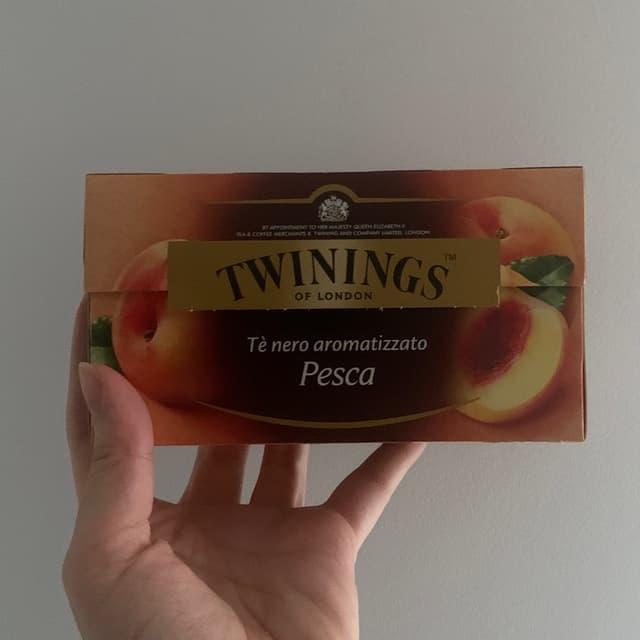 BY APPOINTMENT TO HER MAJESTY QUEEN ELIZABETH II
TEA & COFFEE MERCHANTS R. TWINING AND COMPANY LIMITED, LONDON
TWININGS™
OF LONDON
Tè nero aromatizzato
Pesca